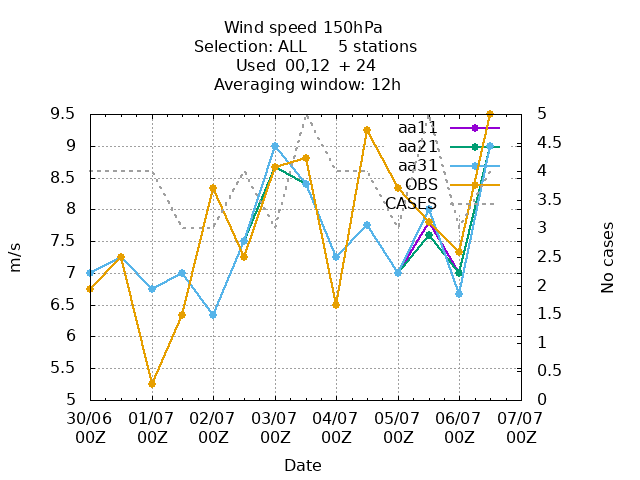 Wind speed 150hPa
Selection: ALL 5 stations
Used 00,12 + 24
Averaging window: 12h
9.5
9
8.5
8
7.5
7
6.5
6
5.5
5
m/s
5
4.5
4
3.5
3
2.5
2
1.5
1
0.5
0
No cases
aa11
aa21
aa31
OBS
CASES
30/06 01/07 02/07 03/07 04/07 05/07 06/07 07/07
00Z 00Z 00Z 00Z 00Z 00Z 00Z 00Z
Date